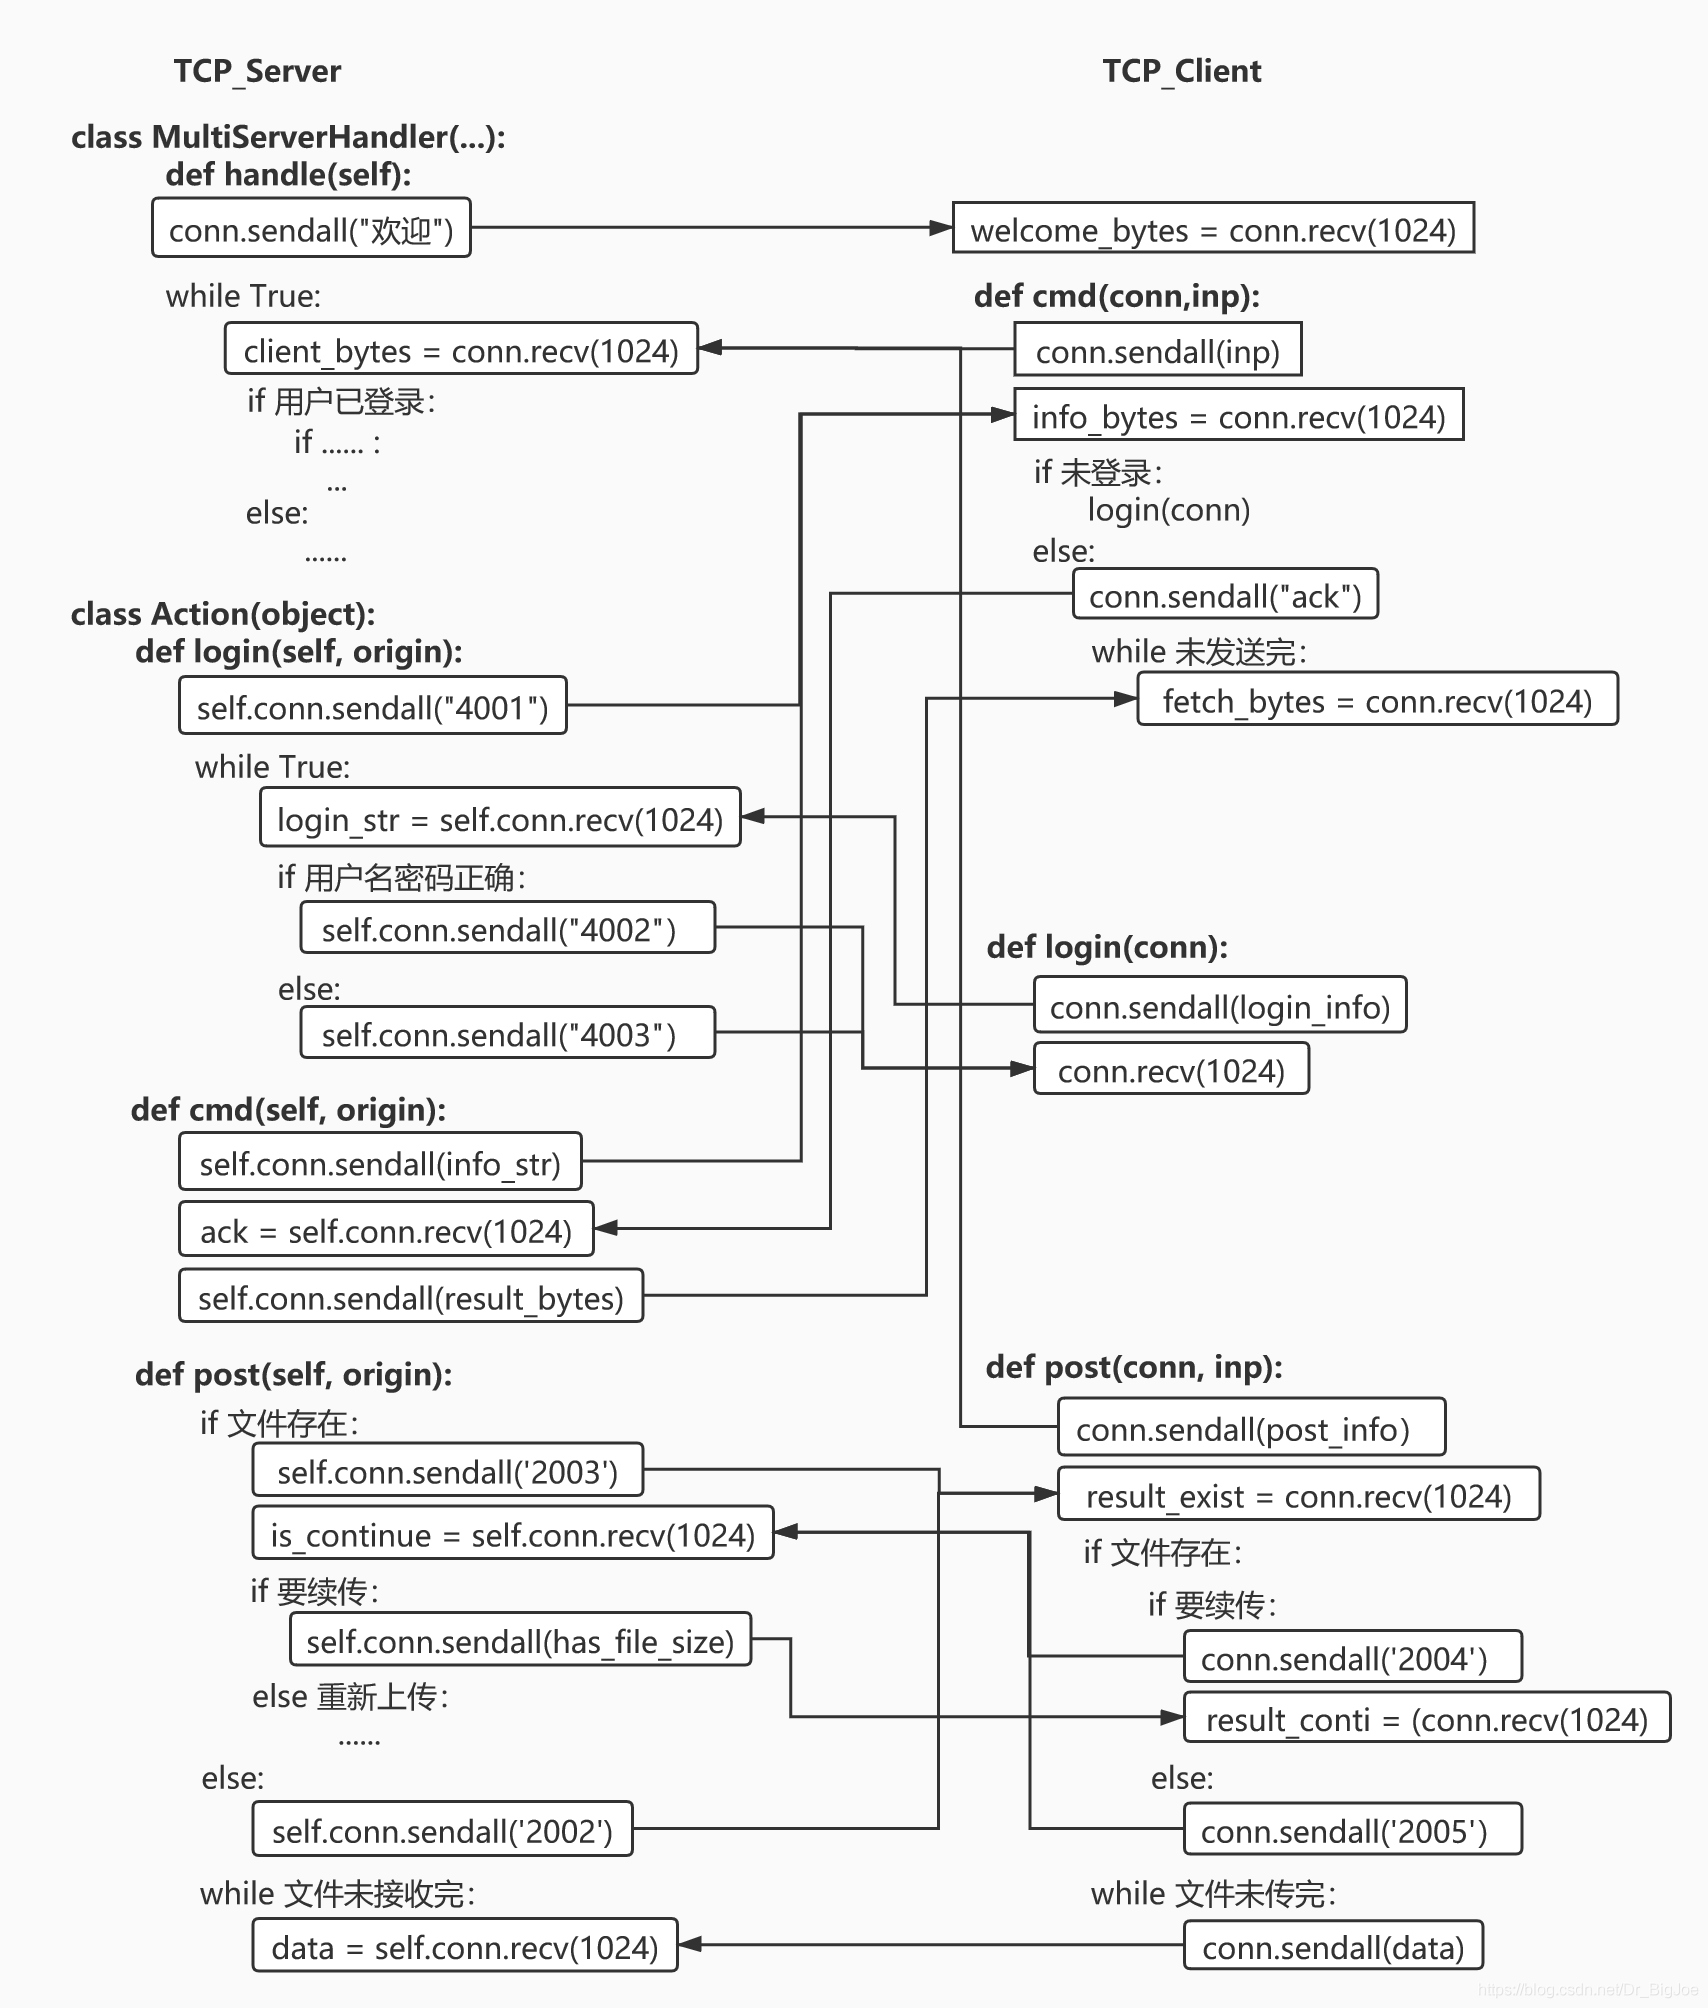 TCP_Server
TCP_Client
class MultiServerHandler(...):
def handle(self):
conn.sendall("欢迎")
welcome_bytes = conn.recv(1024)
while True:
def cmd(conn,inp):
client_bytes = conn.recv(1024)
conn.sendall(inp)
if 用户已登录：
info_bytes = conn.recv(1024)
if ...... :
if 未登录：
...
login(conn)
else:
else:
......
conn.sendall("ack")
class Action(object):
def login(self, origin):
while 未发送完：
self.conn.sendall("4001")
fetch_bytes = conn.recv(1024)
while True:
login_str = self.conn.recv(1024)
if 用户名密码正确：
self.conn.sendall("4002")
def login(conn):
else:
conn.sendall(login_info)
self.conn.sendall("4003")
conn.recv(1024)
def cmd(self, origin):
self.conn.sendall(info_str)
ack = self.conn.recv(1024)
self.conn.sendall(result_bytes)
def post(self, origin):
def post(conn, inp):
if 文件存在：
conn.sendall(post_info)
self.conn.sendall('2003')
result_exist = conn.recv(1024)
is_continue = self.conn.recv(1024)
if 文件存在：
if 要续传：
if 要续传：
self.conn.sendall(has_file_size)
conn.sendall('2004')
else 重新上传：
result_conti = (conn.recv(1024)
......
else:
else:
self.conn.sendall('2002')
conn.sendall('2005')
while 文件未接收完：
while 文件未传完：
data = self.conn.recv(1024)
conn.sendall(data)
https://blog.csdn.net/Dr_BigJoe